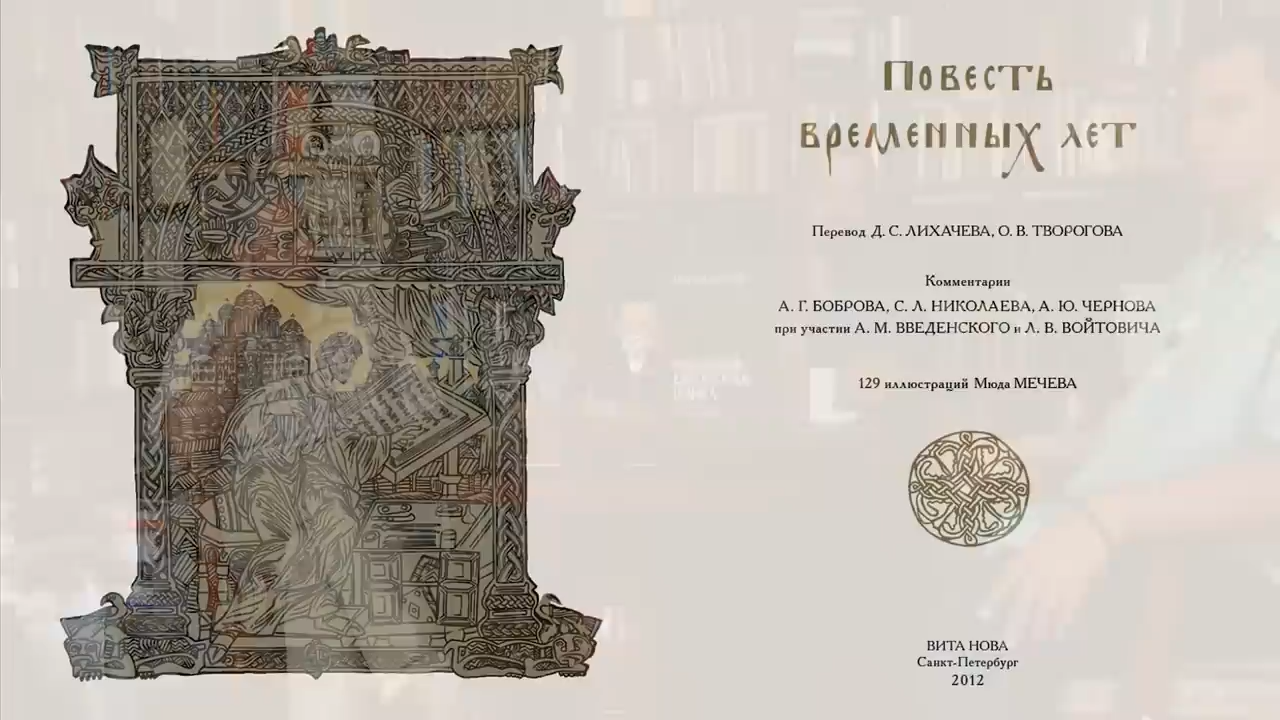 Повесть
временных лет
Перевод Д. С. ЛИХАЧЕВА, О. В. ТВОРОГОВА
Комментарии
А. Г. БОБРОВА, С. Л. НИКОЛАЕВА, А. Ю. ЧЕРНОВА
при участии А. М. ВВЕДЕНСКОГО и Л. В. ВОЙТОВИЧА
129 иллюстраций Мюда МЕЧЕВА
ВИТА НОВА
Санкт-Петербург
2012